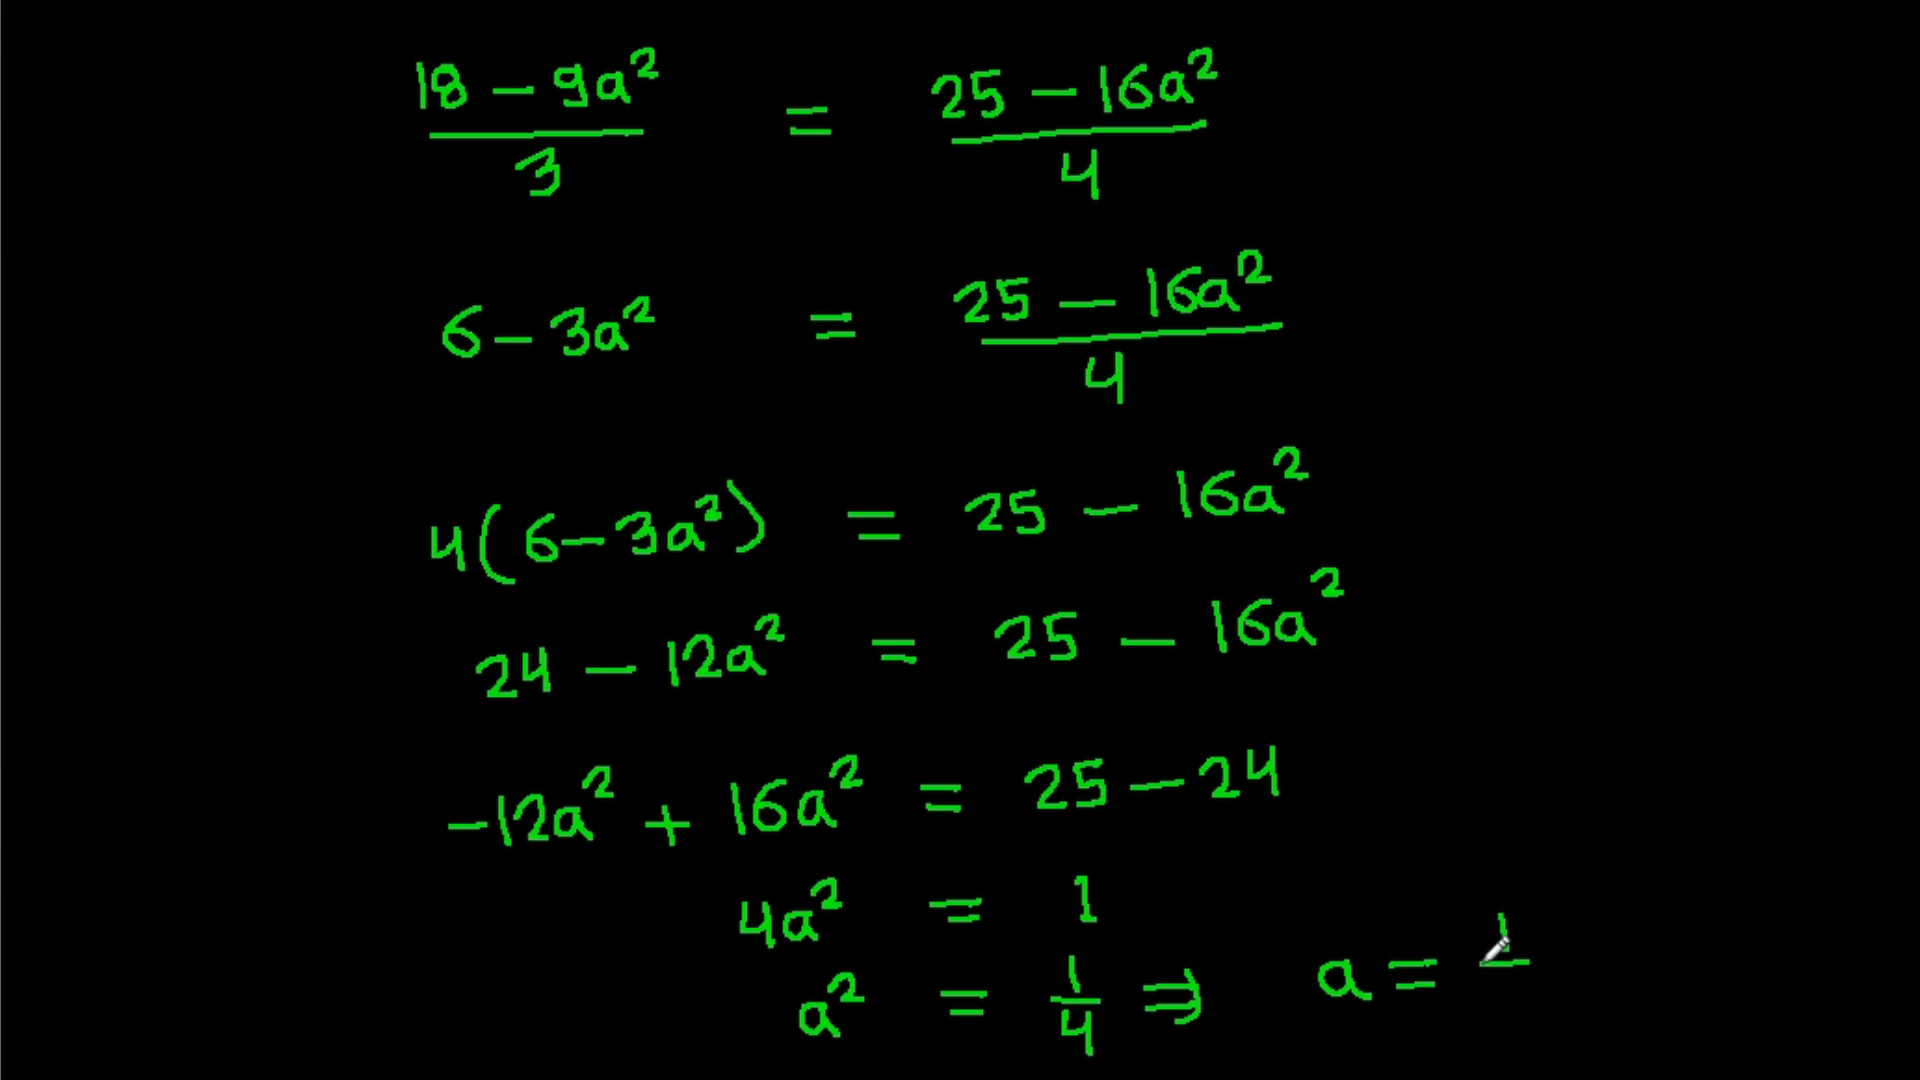 18 - 9a² / 3 = 25 - 16a² / 4
6 - 3a² = 25 - 16a² / 4
4(6 - 3a²) = 25 - 16a²
24 - 12a² = 25 - 16a²
-12a² + 16a² = 25 - 24
4a² = 1
a² = 1/4 ⇒ a = 1